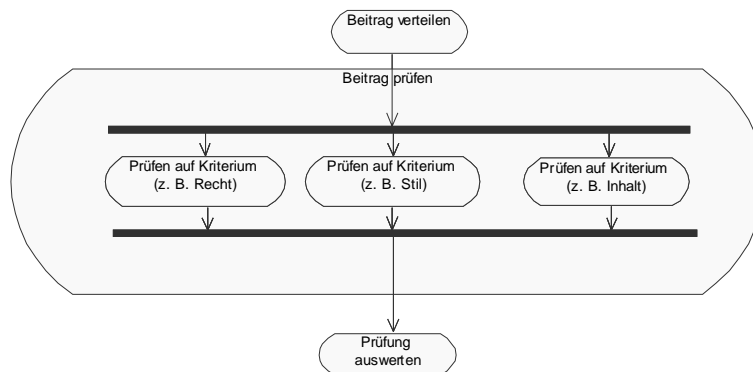 Beitrag verteilen
Beitrag prüfen
Prüfen auf Kriterium
(z. B. Recht)
Prüfen auf Kriterium
(z. B. Stil)
Prüfen auf Kriterium
(z. B. Inhalt)
Prüfung
auswerten